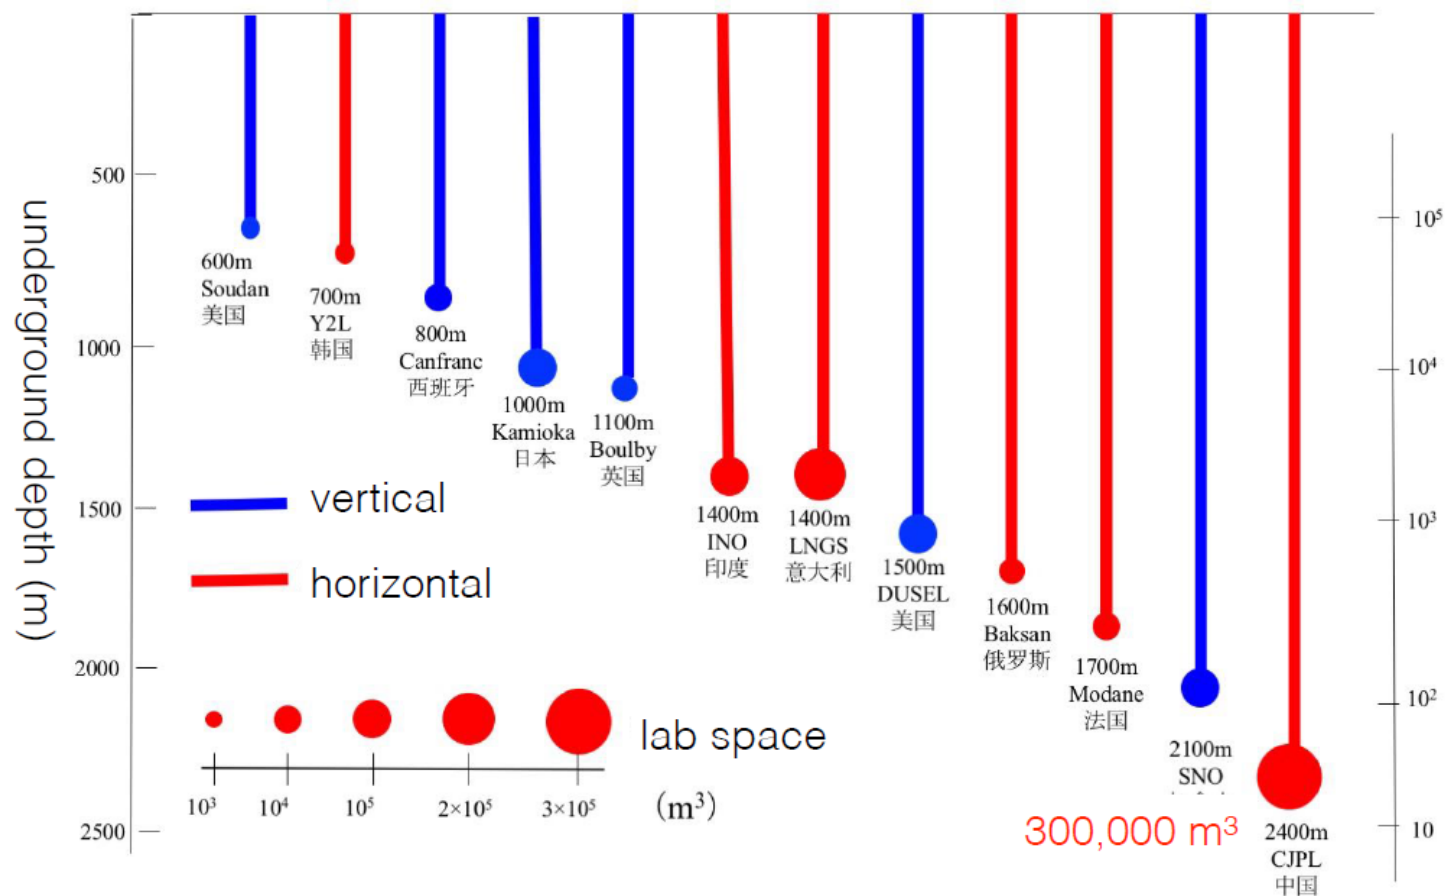 underground depth (m)
500
1000
1500
2000
2500
600m
Soudan
美国
700m
Y2L
韩国
800m
Canfranc
西班牙
1000m
Kamioka
日本
1100m
Boulby
英国
1400m
INO
印度
1400m
LNGS
意大利
1500m
DUSEL
美国
1600m
Baksan
俄罗斯
1700m
Modane
法国
2100m
SNO
2400m
CJPL
中国
300,000 m³
vertical
horizontal
lab space
10³ 10⁴ 10⁵ 2×10⁵ 3×10⁵ (m³)
10⁵
10⁴
10³
10²
10